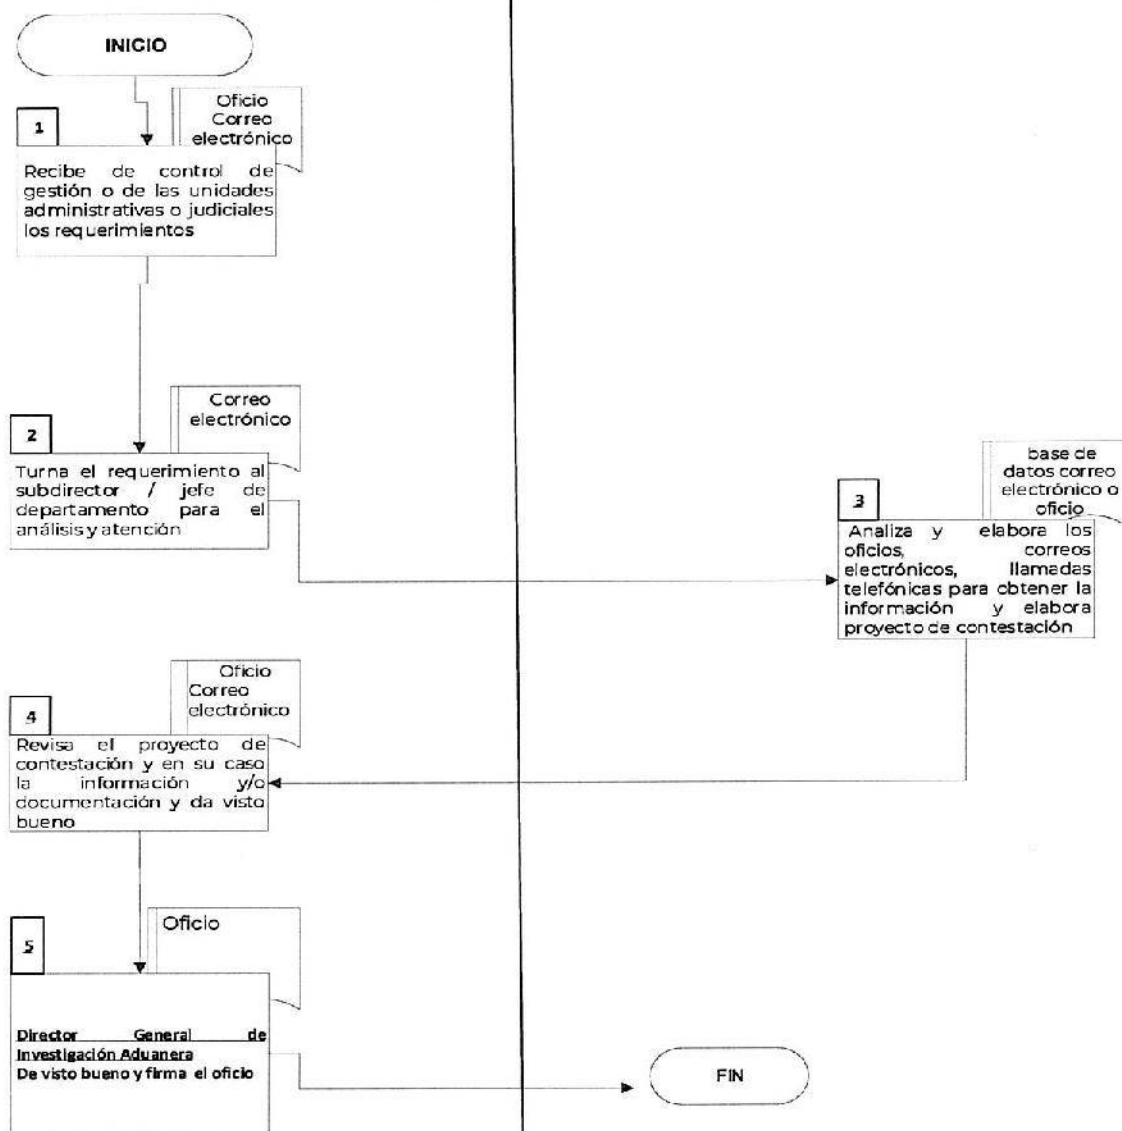 INICIO
Oficio
Correo
electrónico
1
Recibe de control de
gestión o de las unidades
administrativas o judiciales
los requerimientos
Correo
electrónico
2
Turna el requerimiento al
subdirector / jefe de
departamento para el
análisis y atención
base de
datos correo
electrónico o
oficio
3
Analiza y elabora los
oficios, correos
electrónicos, llamadas
telefónicas para obtener la
información y elabora
proyecto de contestación
Oficio
Correo
electrónico
4
Revisa el proyecto de
contestación y en su caso
la información y/o
documentación y da visto
bueno
Oficio
5
Director General de
Investigación Aduanera
De visto bueno y firma el oficio
FIN